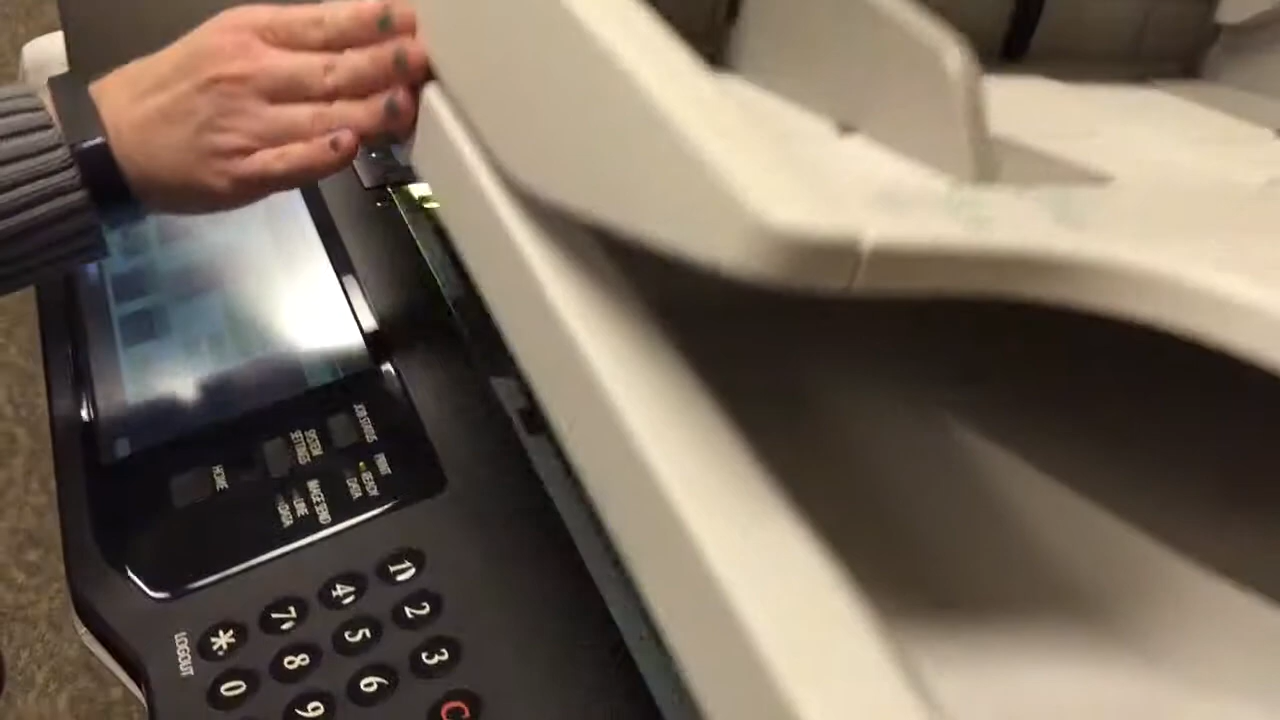 JOB STATUS
SYSTEM
SETTINGS
HOME
PRINT
READY
DATA
IMAGE SEND
LINE
DATA
LOGOUT
1 2 3
4 5 6
7 8 9
* 0 C